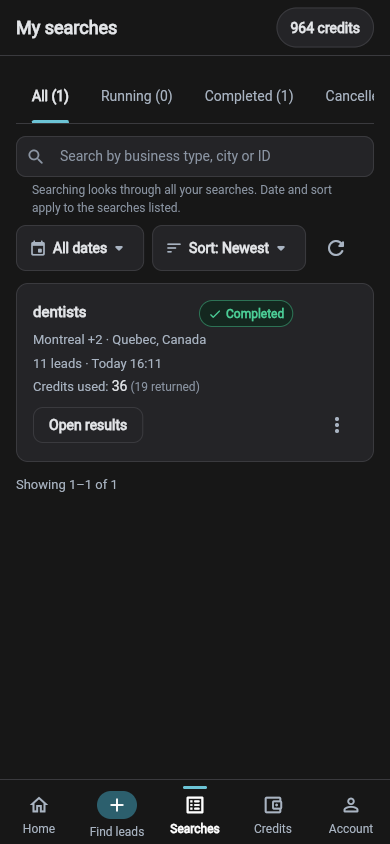 My searches
964 credits
All (1)
Running (0)
Completed (1)
Cancelle
Search by business type, city or ID
Searching looks through all your searches. Date and sort
apply to the searches listed.
All dates
Sort: Newest
dentists
Completed
Montreal +2 · Quebec, Canada
11 leads · Today 16:11
Credits used: 36 (19 returned)
Open results
Showing 1–1 of 1
Home
Find leads
Searches
Credits
Account